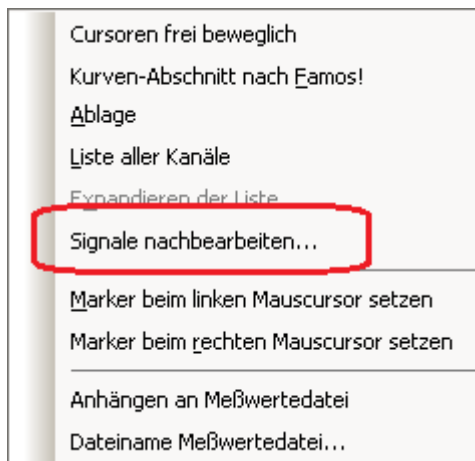 Cursoren frei beweglich
Kurven-Abschnitt nach Famos!
Ablage
Liste aller Kanäle
Expandieren der Liste
Signale nachbearbeiten...
Marker beim linken Mauscursor setzen
Marker beim rechten Mauscursor setzen
Anhängen an Meßwertedatei
Dateiname Meßwertedatei...